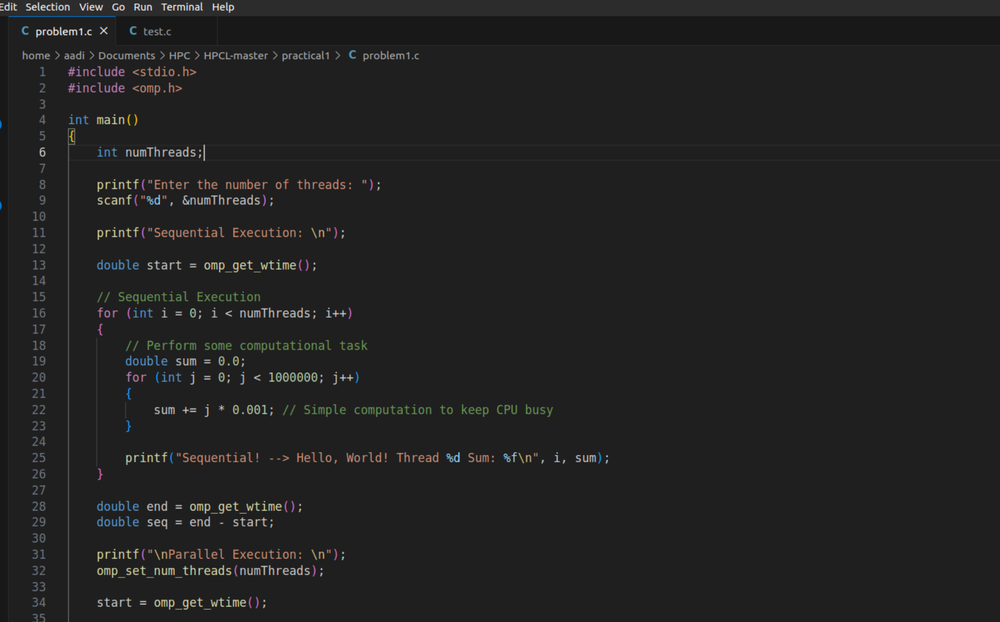 Edit Selection View Go Run Terminal Help
C problem1.c × C test.c
home > aadi > Documents > HPC > HPCL-master > practical1 > C problem1.c
1 #include <stdio.h>
2 #include <omp.h>
3
4 int main()
5 {
6     int numThreads;
7
8     printf("Enter the number of threads: ");
9     scanf("%d", &numThreads);
10
11     printf("Sequential Execution: \n");
12
13     double start = omp_get_wtime();
14
15     // Sequential Execution
16     for (int i = 0; i < numThreads; i++)
17     {
18         // Perform some computational task
19         double sum = 0.0;
20         for (int j = 0; j < 1000000; j++)
21         {
22             sum += j * 0.001; // Simple computation to keep CPU busy
23         }
24
25         printf("Sequential! --> Hello, World! Thread %d Sum: %f\n", i, sum);
26     }
27
28     double end = omp_get_wtime();
29     double seq = end - start;
30
31     printf("\nParallel Execution: \n");
32     omp_set_num_threads(numThreads);
33
34     start = omp_get_wtime();
35